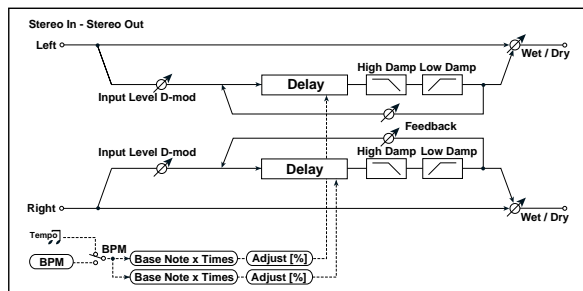 Stereo In - Stereo Out
Left
Wet / Dry
High Damp Low Damp
Delay
Input Level D-mod
Feedback
Input Level D-mod
High Damp Low Damp
Delay
Right
Wet / Dry
Tempo
BPM
BPM
Base Note x Times
Adjust [%]
Base Note x Times
Adjust [%]